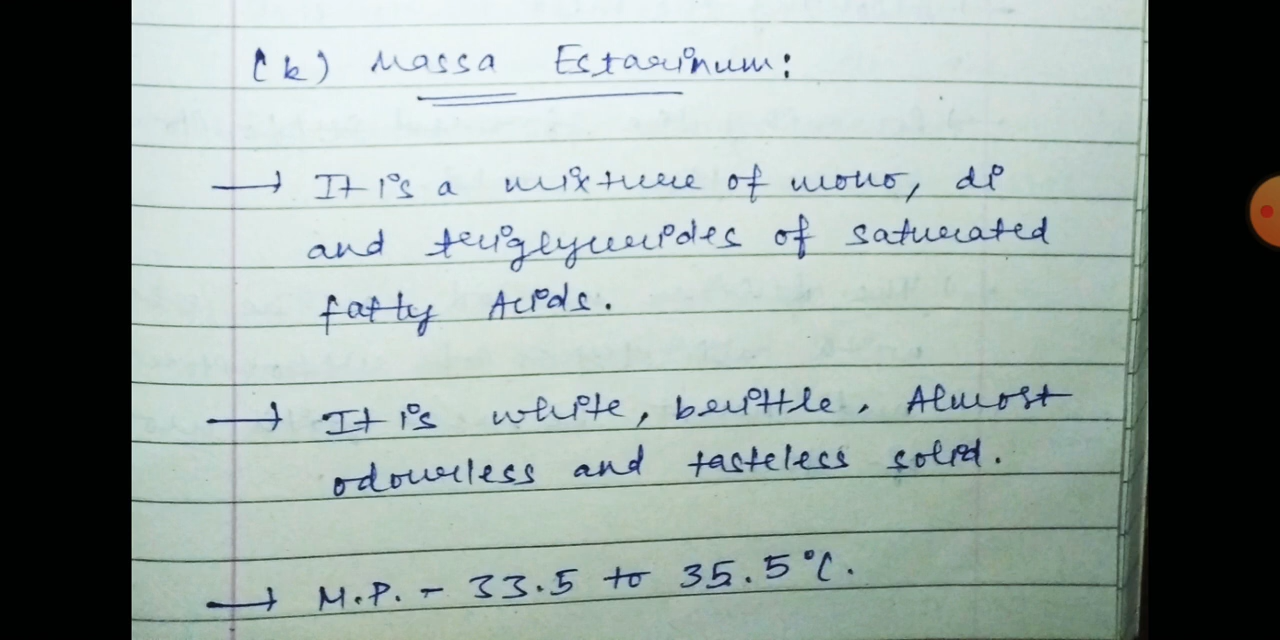 (k) Massa Estarinum:
→ It is a mixture of mono, di
and triglycerides of saturated
fatty Acids.
→ It is white, brittle, Almost
odourless and tasteless solid.
→ M.P. - 33.5 to 35.5°C.